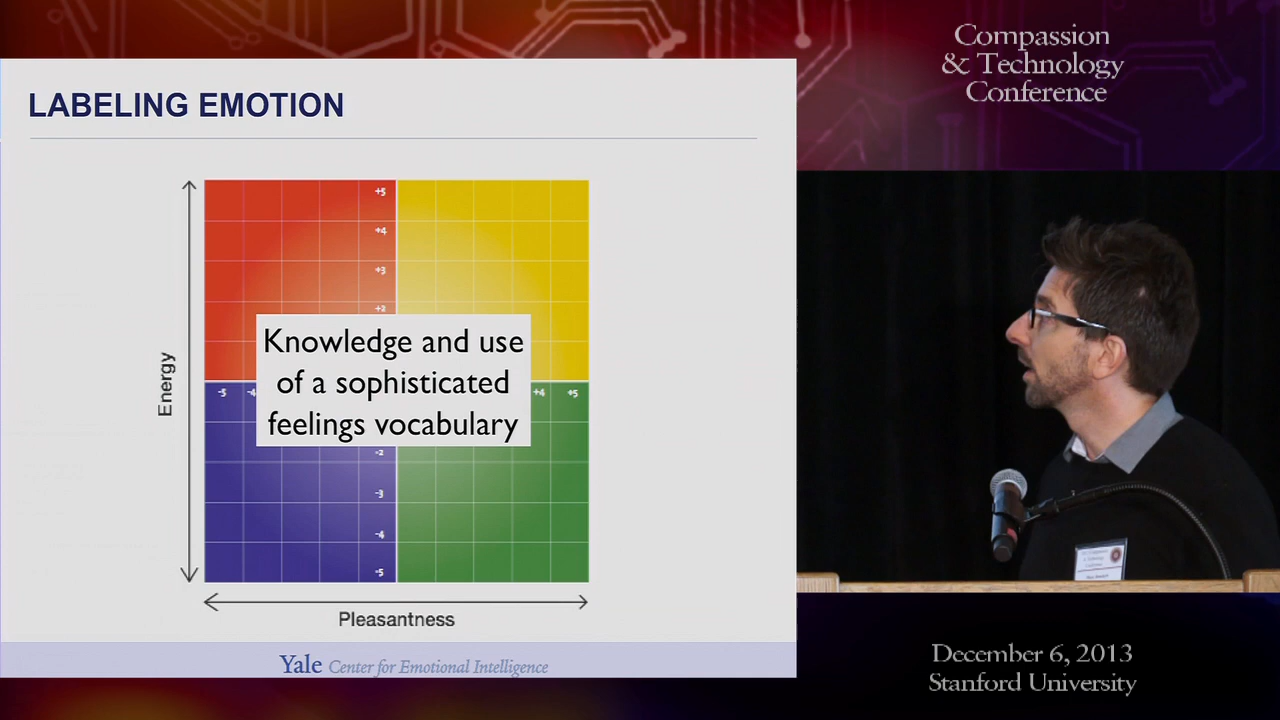 Compassion
& Technology
Conference
LABELING EMOTION
Energy
+5
+4
+3
+2
-5
-4
+4
+5
-2
-3
-4
-5
Knowledge and use
of a sophisticated
feelings vocabulary
Pleasantness
Yale Center for Emotional Intelligence
December 6, 2013
Stanford University